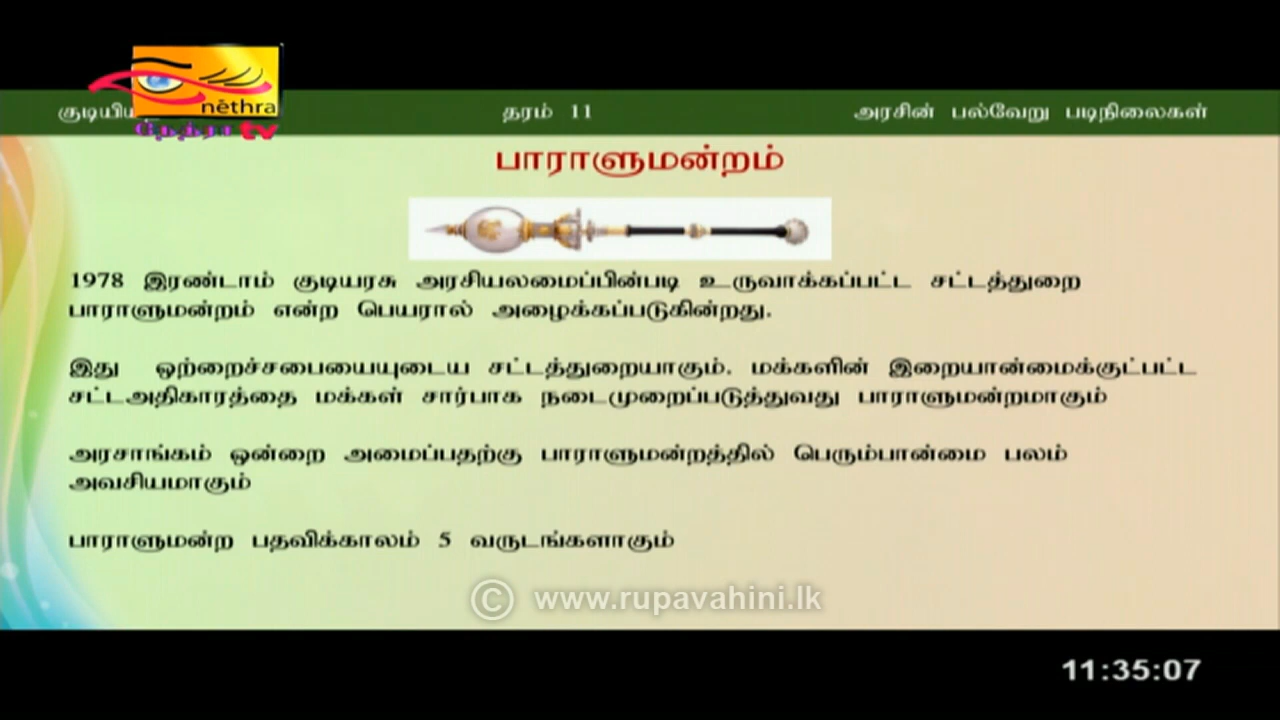 nēthra
நேத்ரா tv
தரம் 11
அரசின் பல்வேறு படிநிலைகள்
பாராளுமன்றம்
1978 இரண்டாம் குடியரசு அரசியலமைப்பின்படி உருவாக்கப்பட்ட சட்டத்துறை
பாராளுமன்றம் என்ற பெயரால் அழைக்கப்படுகின்றது.
இது ஒற்றைச்சபையையுடைய சட்டத்துறையாகும். மக்களின் இறையான்மைக்குட்பட்ட
சட்டஅதிகாரத்தை மக்கள் சார்பாக நடைமுறைப்படுத்துவது பாராளுமன்றமாகும்
அரசாங்கம் ஒன்றை அமைப்பதற்கு பாராளுமன்றத்தில் பெரும்பான்மை பலம்
அவசியமாகும்
பாராளுமன்ற பதவிக்காலம் 5 வருடங்களாகும்
© www.rupavahini.lk
11:35:07